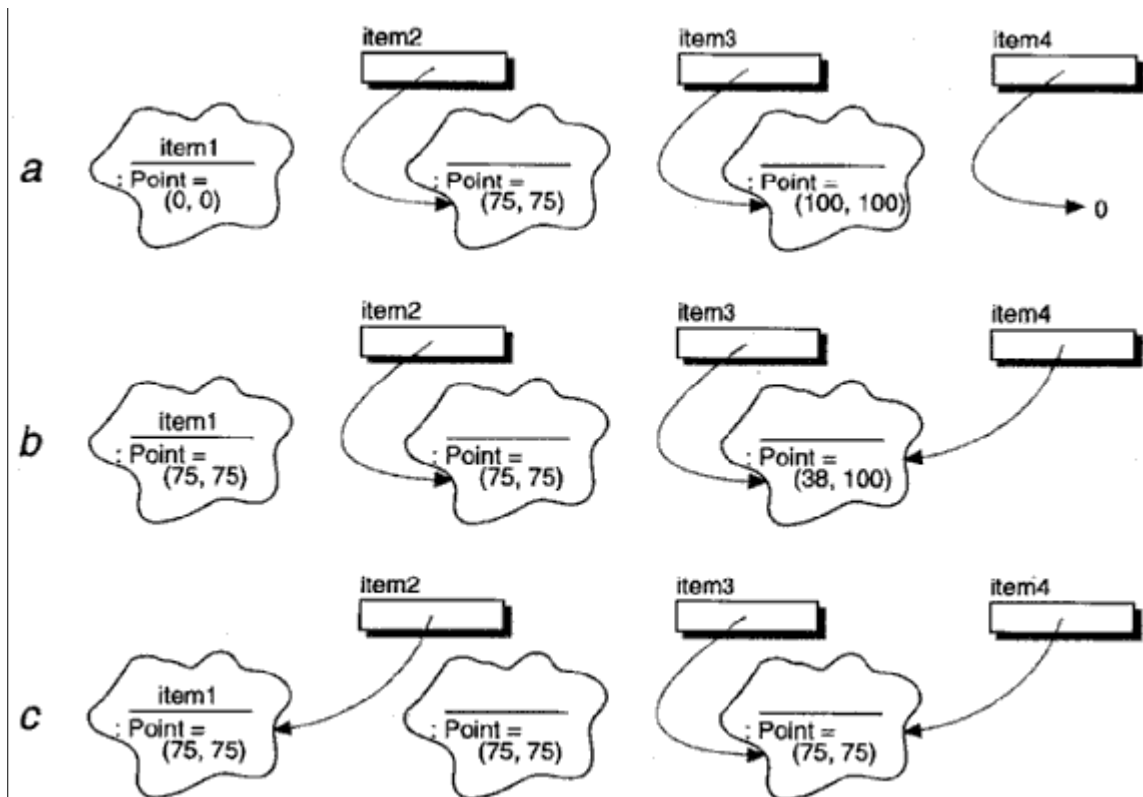 item2
item3
item4
a
item1
: Point =
(0, 0)
: Point =
(75, 75)
: Point =
(100, 100)
0
item2
item3
item4
b
item1
: Point =
(75, 75)
: Point =
(75, 75)
: Point =
(38, 100)
item2
item3
item4
c
item1
: Point =
(75, 75)
: Point =
(75, 75)
: Point =
(75, 75)